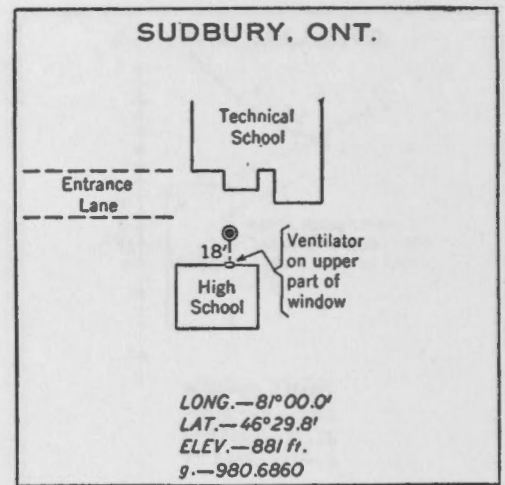 SUDBURY, ONT.
Technical
School
Entrance
Lane
18'
Ventilator
on upper
part of
window
High
School
LONG.—81°00.0'
LAT.—46°29.8'
ELEV.—881 ft.
g.—980.6860